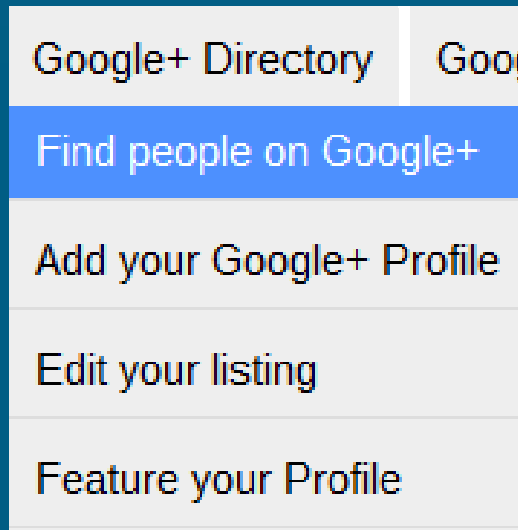 Google+ Directory
Find people on Google+
Add your Google+ Profile
Edit your listing
Feature your Profile